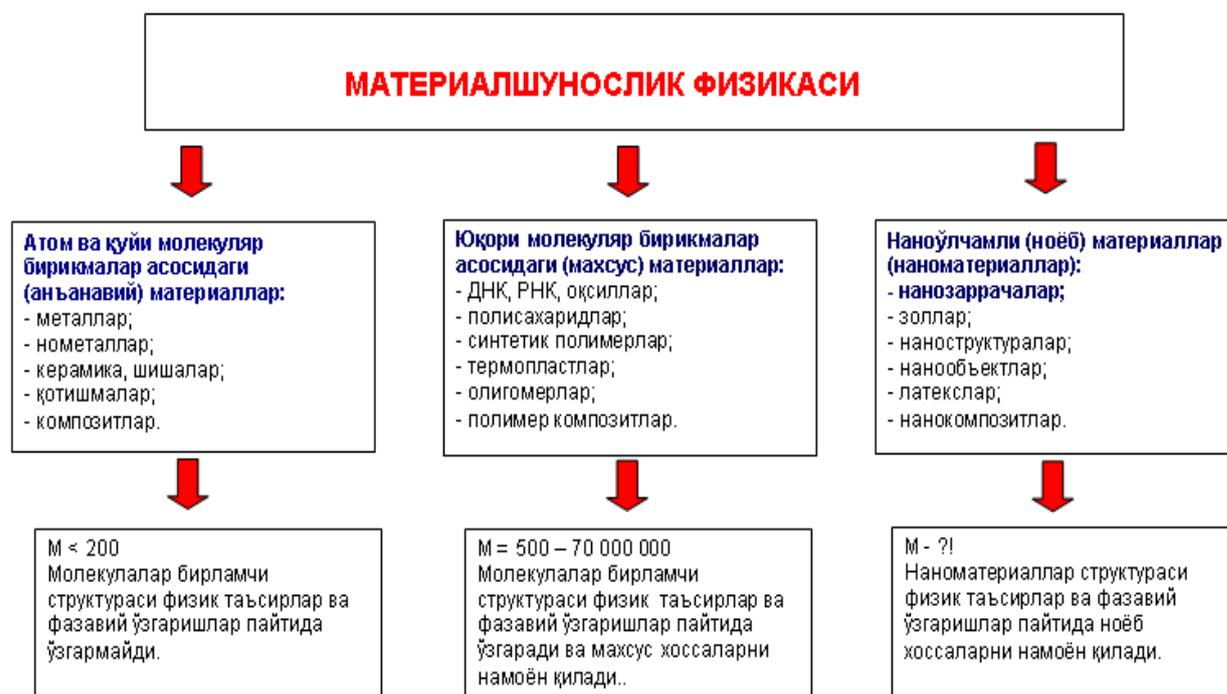 МАТЕРИАЛШУНОСЛИК ФИЗИКАСИ
Атом ва қуйи молекуляр
бирикмалар асосидаги
(анъанавий) материаллар:
- металлар;
- нометаллар;
- керамика, шишалар;
- қотишмалар;
- композитлар.
Юқори молекуляр бирикмалар
асосидаги (махсус) материаллар:
- ДНК, РНК, оқсиллар;
- полисахаридлар;
- синтетик полимерлар;
- термопластлар;
- олигомерлар;
- полимер композитлар.
Наноўлчамли (ноёб) материаллар
(наноматериаллар):
- нанозаррачалар;
- золлар;
- наноструктуралар;
- нанообъектлар;
- латекслар;
- нанокомпозитлар.
М < 200
Молекулалар бирламчи
структураси физик таъсирлар ва
фазавий ўзгаришлар пайтида
ўзгармайди.
М = 500 – 70 000 000
Молекулалар бирламчи
структураси физик таъсирлар ва
фазавий ўзгаришлар пайтида
ўзгаради ва махсус хоссаларни
намоён қилади..
М - ?!
Наноматериаллар структураси
физик таъсирлар ва фазавий
ўзгаришлар пайтида ноёб
хоссаларни намоён қилади.